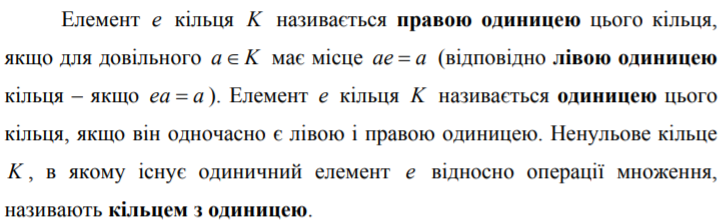 Елемент e кільця K називається правою одиницею цього кільця,
якщо для довільного a ∈ K має місце ae = a (відповідно лівою одиницею
кільця – якщо ea = a). Елемент e кільця K називається одиницею цього
кільця, якщо він одночасно є лівою і правою одиницею. Ненульове кільце
K, в якому існує одиничний елемент e відносно операції множення,
називають кільцем з одиницею.